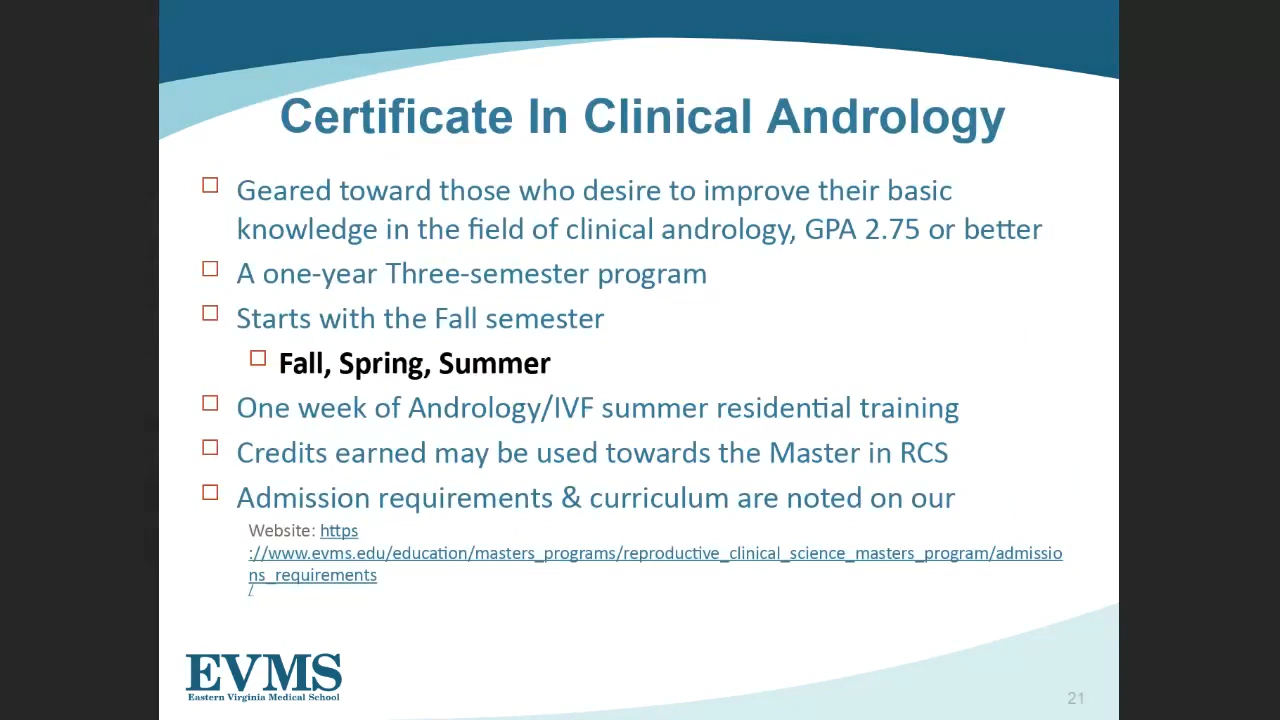 Certificate In Clinical Andrology
Geared toward those who desire to improve their basic
knowledge in the field of clinical andrology, GPA 2.75 or better
A one-year Three-semester program
Starts with the Fall semester
Fall, Spring, Summer
One week of Andrology/IVF summer residential training
Credits earned may be used towards the Master in RCS
Admission requirements & curriculum are noted on our
Website: https
://www.evms.edu/education/masters_programs/reproductive_clinical_science_masters_program/admissio
ns_requirements
/
EVMS
Eastern Virginia Medical School
21